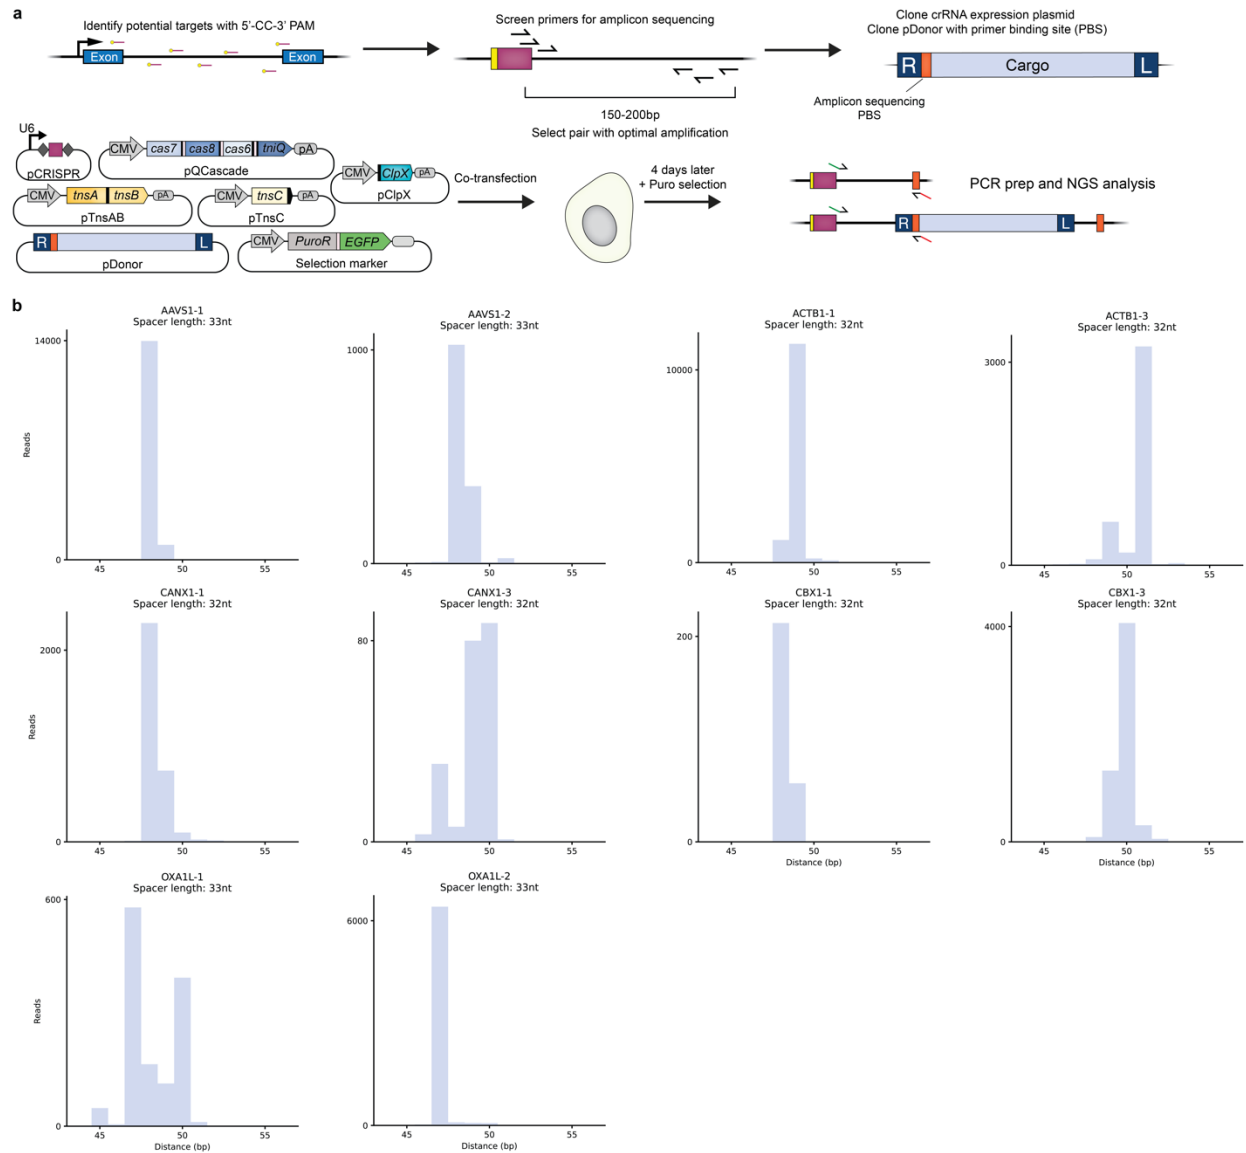 a
Identify potential targets with 5'-CC-3' PAM
Exon
Exon
Screen primers for amplicon sequencing
150-200bp
Select pair with optimal amplification
Clone crRNA expression plasmid
Clone pDonor with primer binding site (PBS)
R
Cargo
L
Amplicon sequencing
PBS
U6
pCRISPR
CMV
cas7
cas8
cas6
tniQ
pA
pQCascade
CMV
ClpX
pA
pClpX
CMV
tnsA
tnsB
pA
pTnsAB
CMV
tnsC
pA
pTnsC
R
L
pDonor
CMV
PuroR
EGFP
Selection marker
Co-transfection
4 days later
+ Puro selection
PCR prep and NGS analysis
R
L
b
AAVS1-1
Spacer length: 33nt
14000
0
Reads
45
50
55
AAVS1-2
Spacer length: 33nt
1000
0
45
50
55
ACTB1-1
Spacer length: 32nt
10000
0
45
50
55
ACTB1-3
Spacer length: 32nt
3000
0
45
50
55
CANX1-1
Spacer length: 32nt
2000
0
Reads
45
50
55
CANX1-3
Spacer length: 32nt
80
0
45
50
55
CBX1-1
Spacer length: 32nt
200
0
45
50
55
Distance (bp)
CBX1-3
Spacer length: 32nt
4000
0
45
50
55
Distance (bp)
OXA1L-1
Spacer length: 33nt
600
0
Reads
45
50
55
Distance (bp)
OXA1L-2
Spacer length: 33nt
6000
0
45
50
55
Distance (bp)